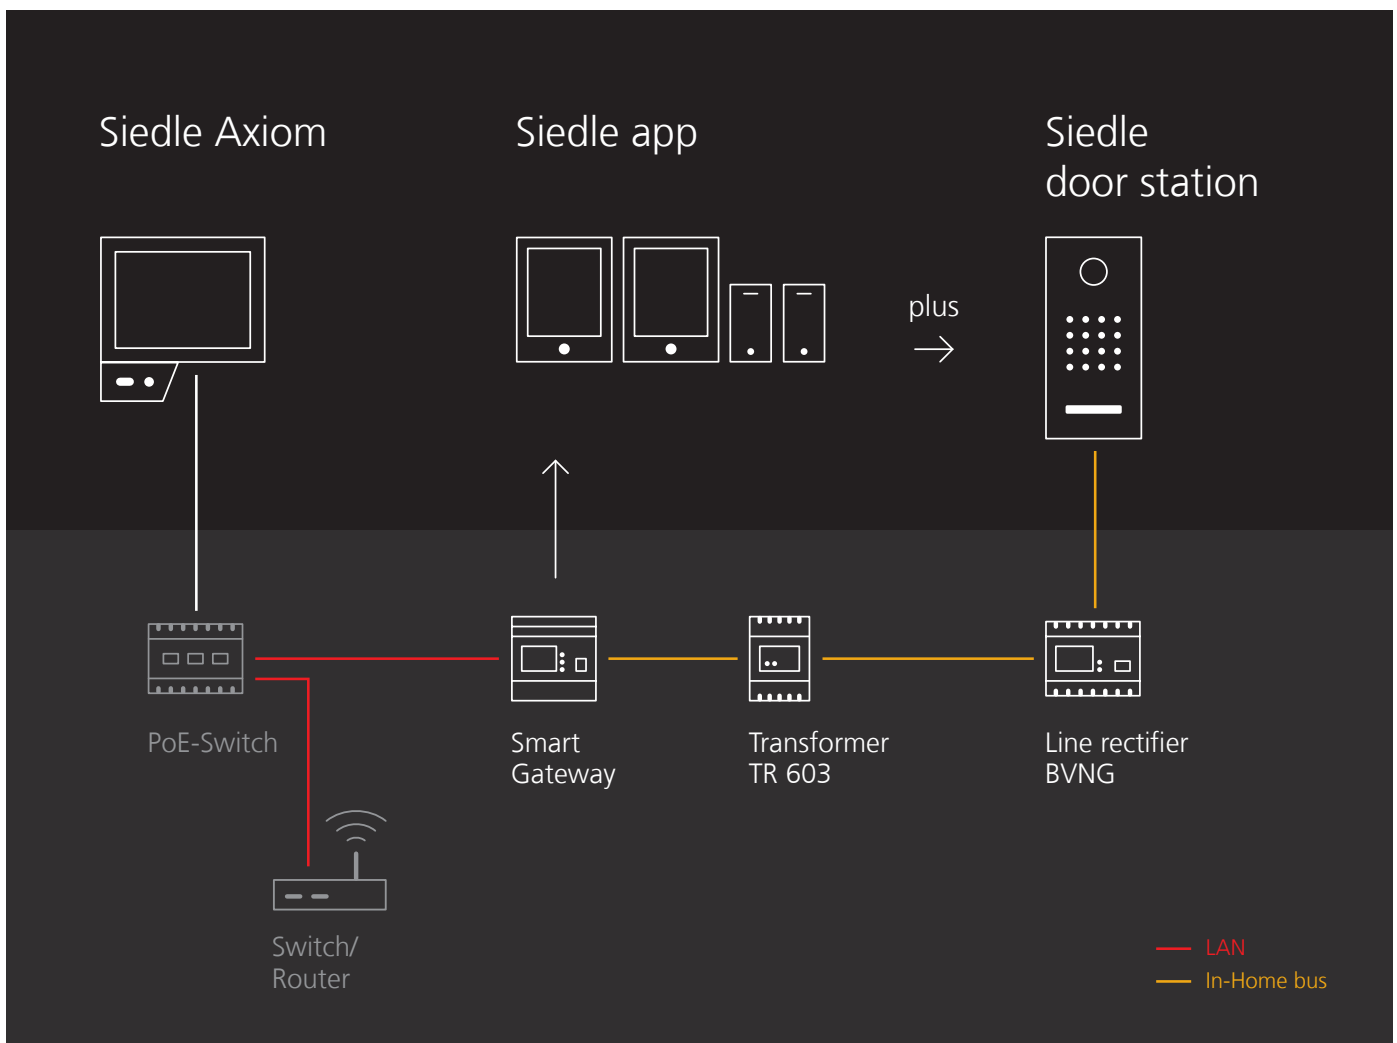 Siedle Axiom
Siedle app
Siedle
door station
plus
PoE-Switch
Smart
Gateway
Transformer
TR 603
Line rectifier
BVNG
Switch/
Router
LAN
In-Home bus